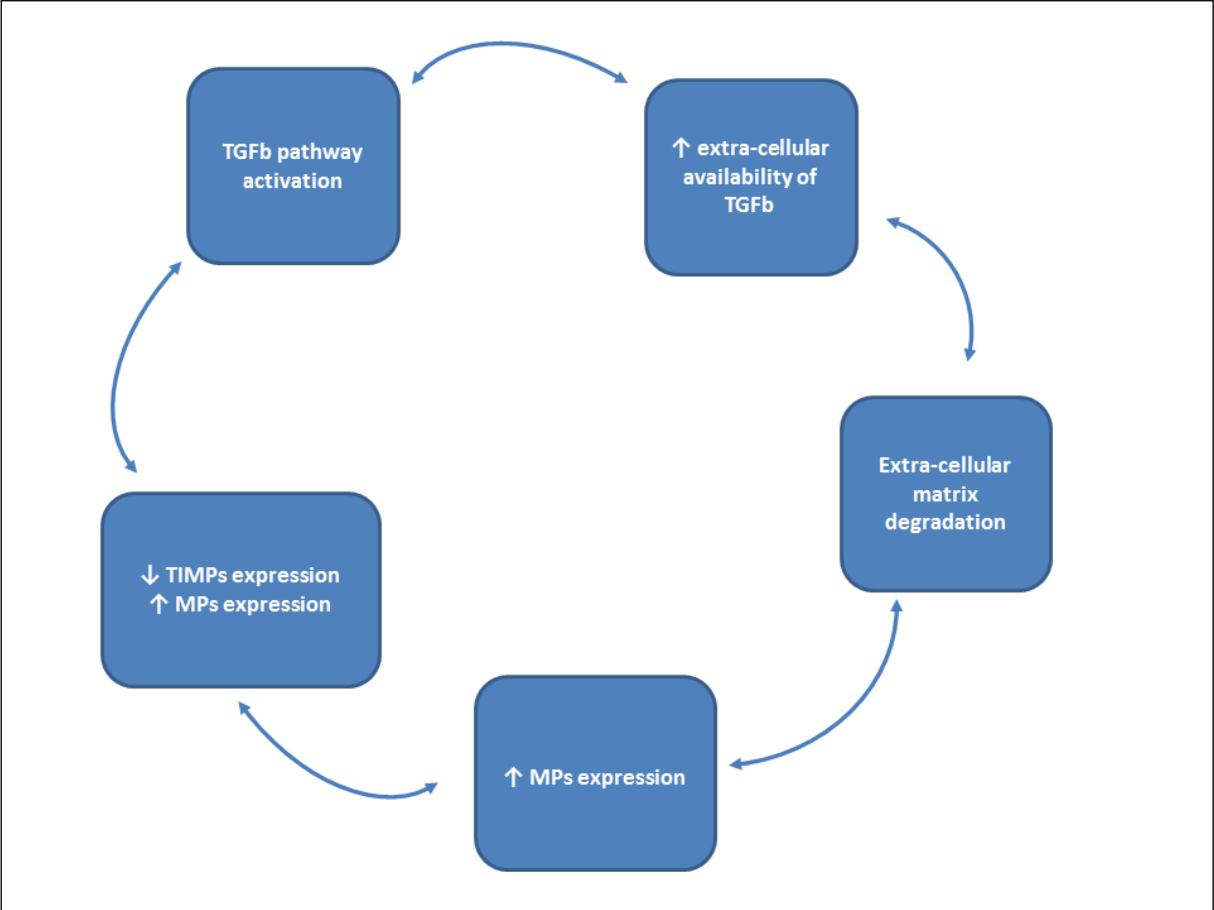 TGFb pathway
activation
↑ extra-cellular
availability of
TGFb
Extra-cellular
matrix
degradation
↓ TIMPs expression
↑ MPs expression
↑ MPs expression